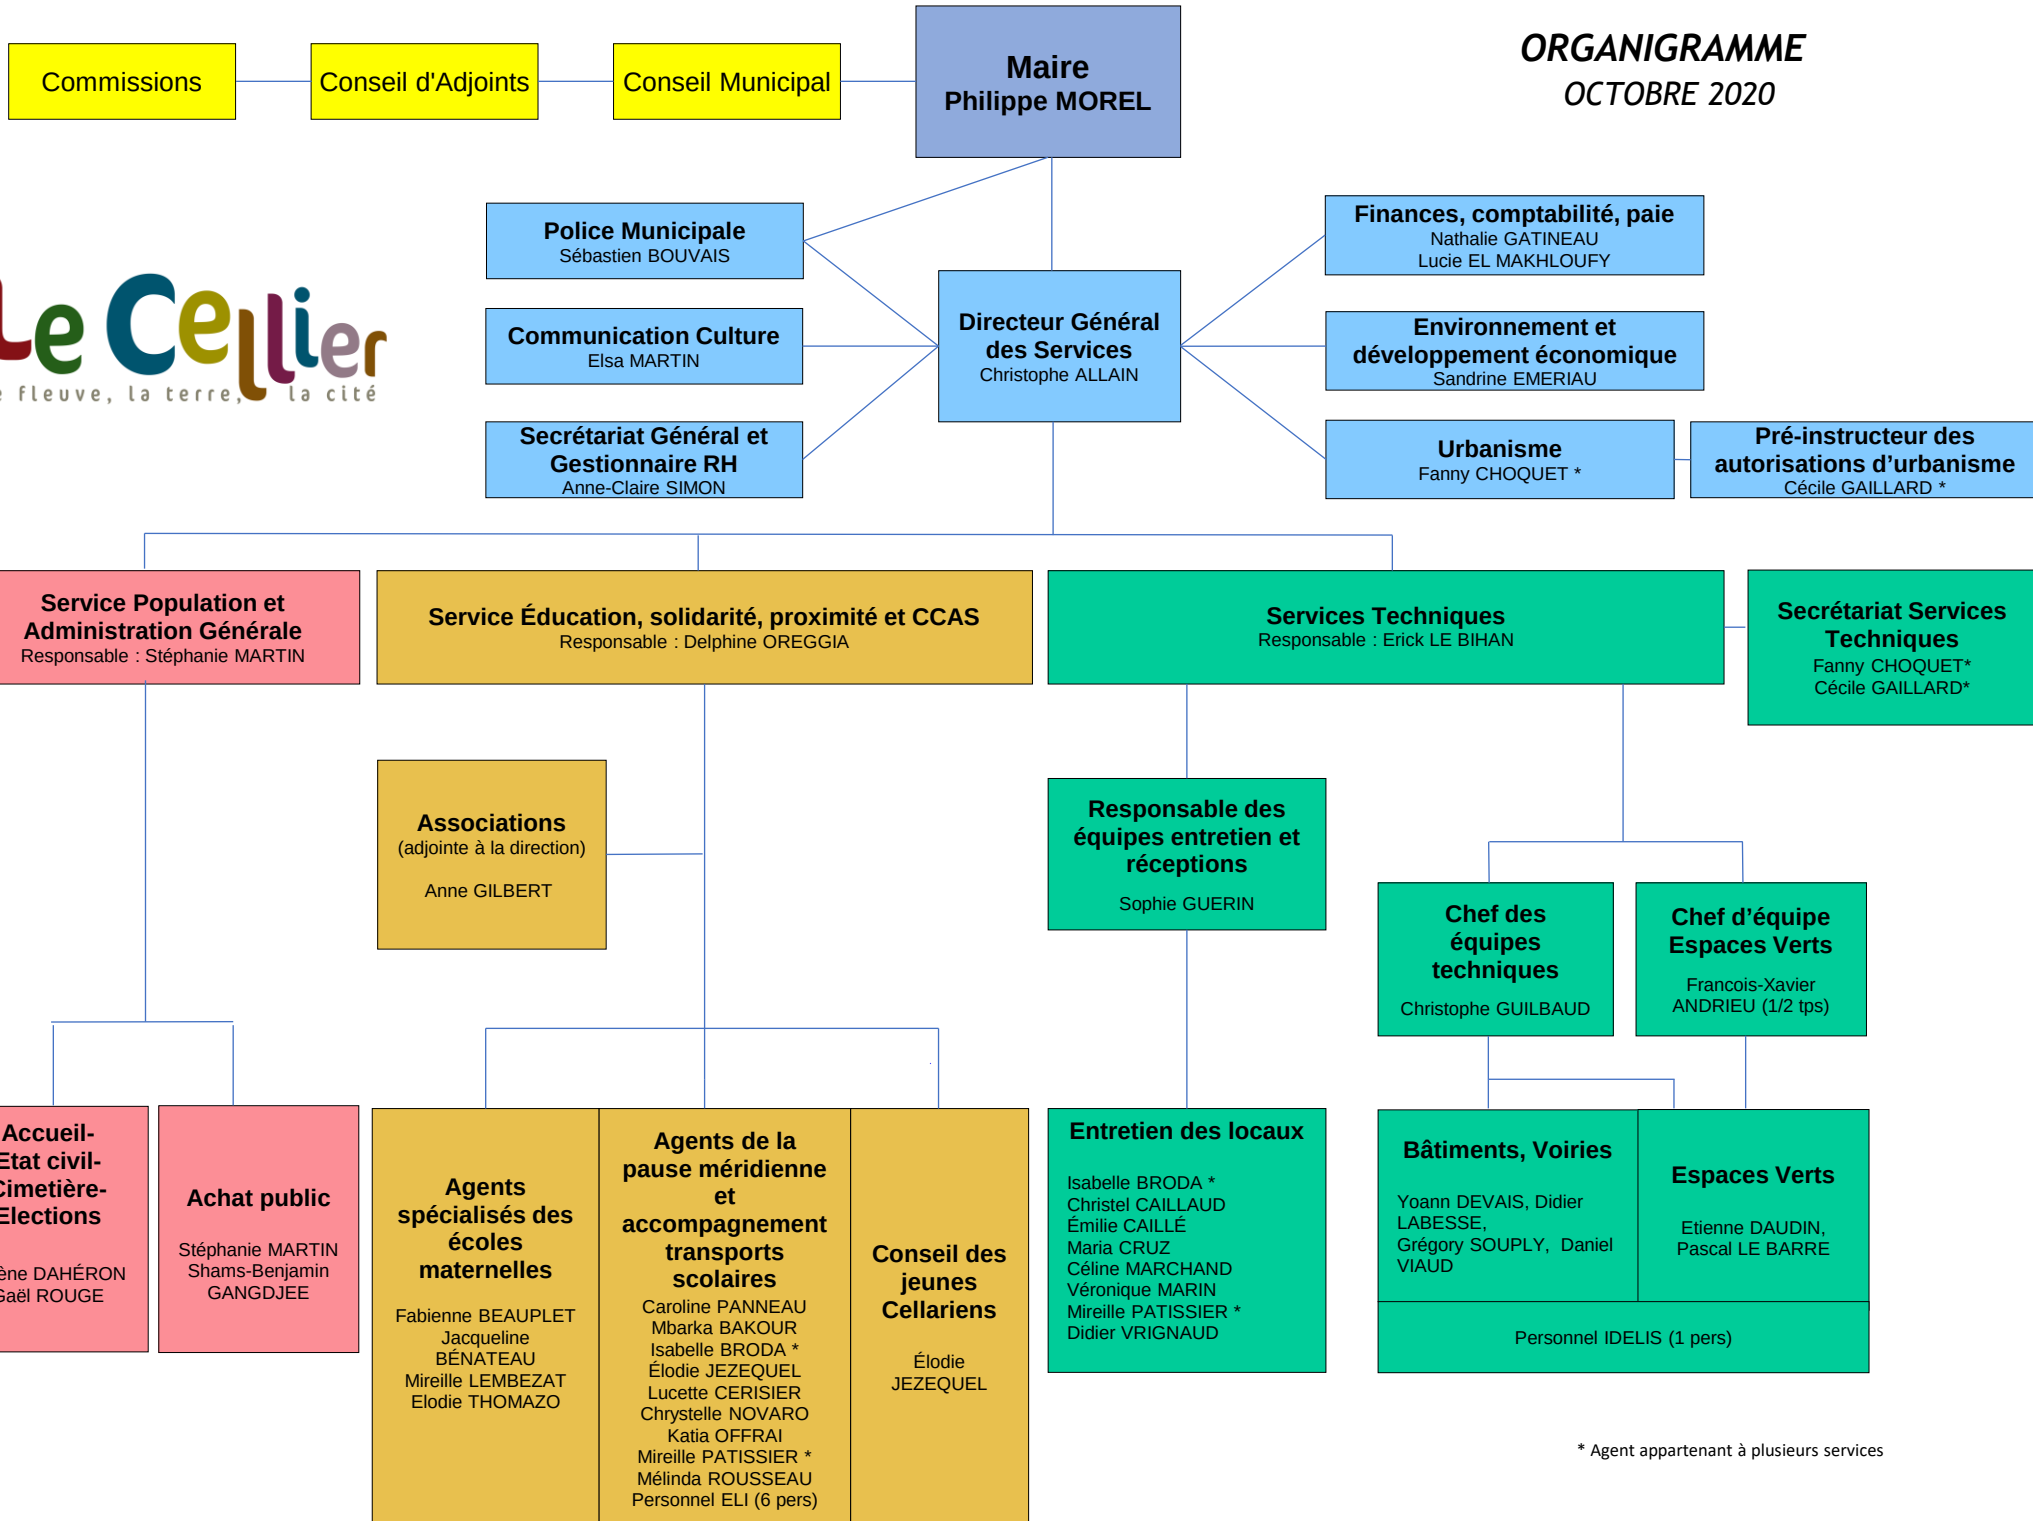 ORGANIGRAMME
OCTOBRE 2020
Commissions
Conseil d'Adjoints
Conseil Municipal
Maire
Philippe MOREL
Police Municipale
Sébastien BOUVAIS
Communication Culture
Elsa MARTIN
Secrétariat Général et
Gestionnaire RH
Anne-Claire SIMON
Directeur Général
des Services
Christophe ALLAIN
Finances, comptabilité, paie
Nathalie GATINEAU
Lucie EL MAKHLOUFY
Environnement et
développement économique
Sandrine EMERIAU
Urbanisme
Fanny CHOQUET *
Pré-instructeur des
autorisations d’urbanisme
Cécile GAILLARD *
Le Cellier
fleuve, la terre, la cité
Service Population et
Administration Générale
Responsable : Stéphanie MARTIN
Service Éducation, solidarité, proximité et CCAS
Responsable : Delphine OREGGIA
Services Techniques
Responsable : Erick LE BIHAN
Secrétariat Services
Techniques
Fanny CHOQUET*
Cécile GAILLARD*
Associations
(adjointe à la direction)
Anne GILBERT
Responsable des
équipes entretien et
réceptions
Sophie GUERIN
Chef des
équipes
techniques
Christophe GUILBAUD
Chef d’équipe
Espaces Verts
Francois-Xavier
ANDRIEU (1/2 tps)
Accueil-
Etat civil-
Cimetière-
Elections
DAHÉRON
Gaël ROUGE
Achat public
Stéphanie MARTIN
Shams-Benjamin
GANGDJEE
Agents
spécialisés des
écoles
maternelles
Fabienne BEAUPLET
Jacqueline
BÉNATEAU
Mireille LEMBEZAT
Elodie THOMAZO
Agents de la
pause méridienne
et
accompagnement
transports
scolaires
Caroline PANNEAU
Mbarka BAKOUR
Isabelle BRODA *
Élodie JEZEQUEL
Lucette CERISIER
Chrystelle NOVARO
Katia OFFRAI
Mireille PATISSIER *
Mélinda ROUSSEAU
Personnel ELI (6 pers)
Conseil des
jeunes
Cellariens
Élodie
JEZEQUEL
Entretien des locaux
Isabelle BRODA *
Christel CAILLAUD
Émilie CAILLÉ
Maria CRUZ
Céline MARCHAND
Véronique MARIN
Mireille PATISSIER *
Didier VRIGNAUD
Bâtiments, Voiries
Yoann DEVAIS, Didier
LABESSE,
Grégory SOUPLY, Daniel
VIAUD
Espaces Verts
Etienne DAUDIN,
Pascal LE BARRE
Personnel IDELIS (1 pers)
* Agent appartenant à plusieurs services